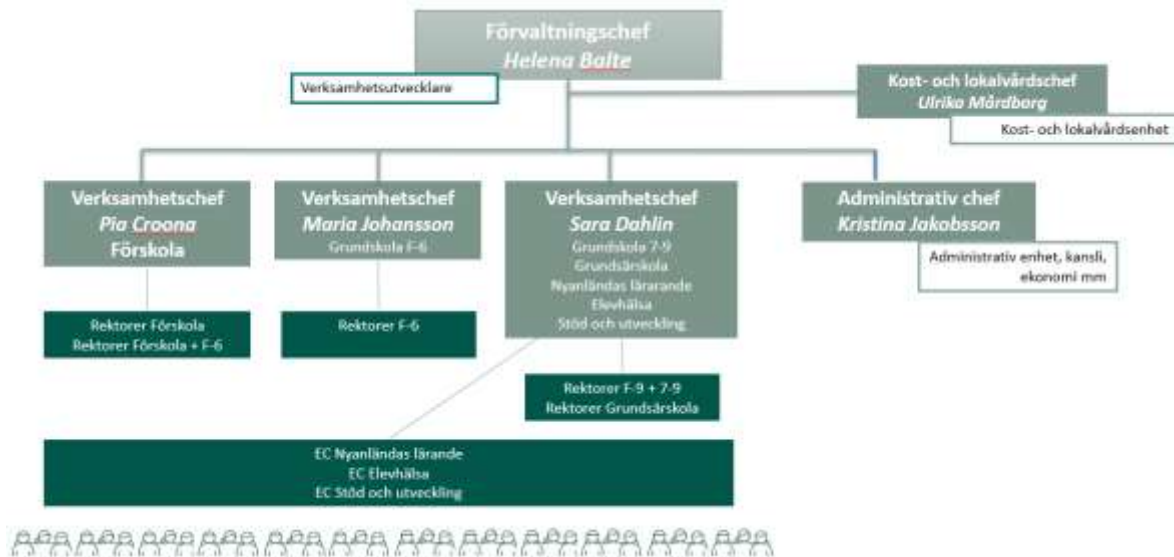 Förvaltningschef
Helena Balte
Verksamhetsutvecklare
Kost- och lokalvårdschef
Ulrika Mårdborg
Kost- och lokalvårdsenhet
Verksamhetschef
Pia Croona
Förskola
Verksamhetschef
Maria Johansson
Grundskola F-6
Verksamhetschef
Sara Dahlin
Grundskola 7-9
Grundsärskola
Nyanländas lärarande
Elevhälsa
Stöd och utveckling
Administrativ chef
Kristina Jakobsson
Administrativ enhet, kansli,
ekonomi mm
Rektorer Förskola
Rektorer Förskola + F-6
Rektorer F-6
Rektorer F-9 + 7-9
Rektorer Grundsärskola
EC Nyanländas lärande
EC Elevhälsa
EC Stöd och utveckling